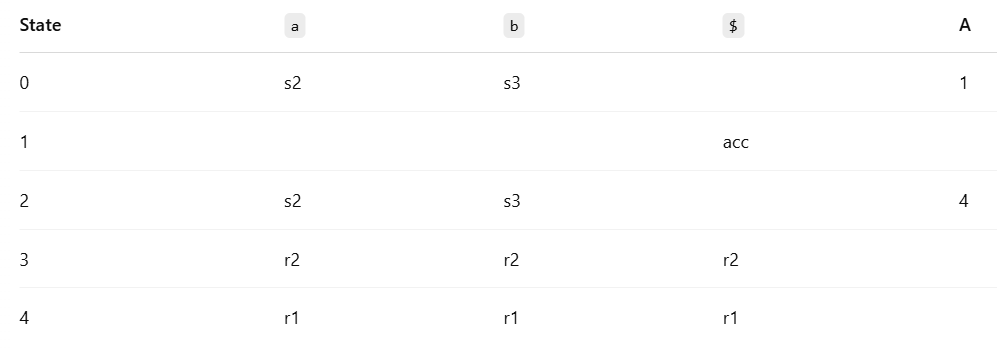 State a b $ A
0 s2 s3 1
1 acc
2 s2 s3 4
3 r2 r2 r2
4 r1 r1 r1